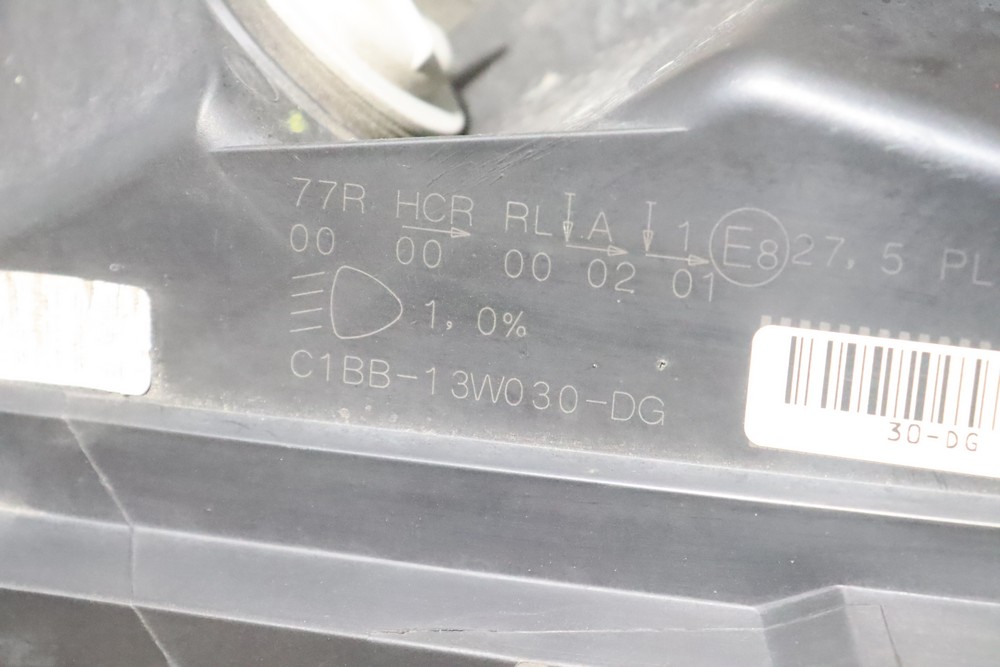 77R HCR RL A 1 E8 27,5 PL
00 00 00 02 01
1,0%
C1BB-13W030-DG
30-DG